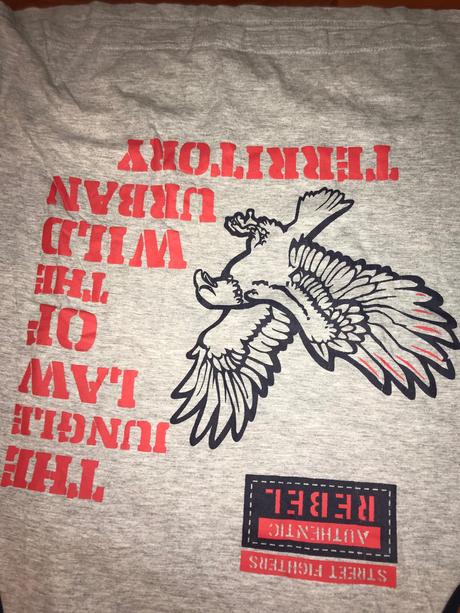 STREET FIGHTERS
AUTHENTIC
REBEL
THE
JUNGLE
LAW
OF
THE
WILD
URBAN
TERRITORY